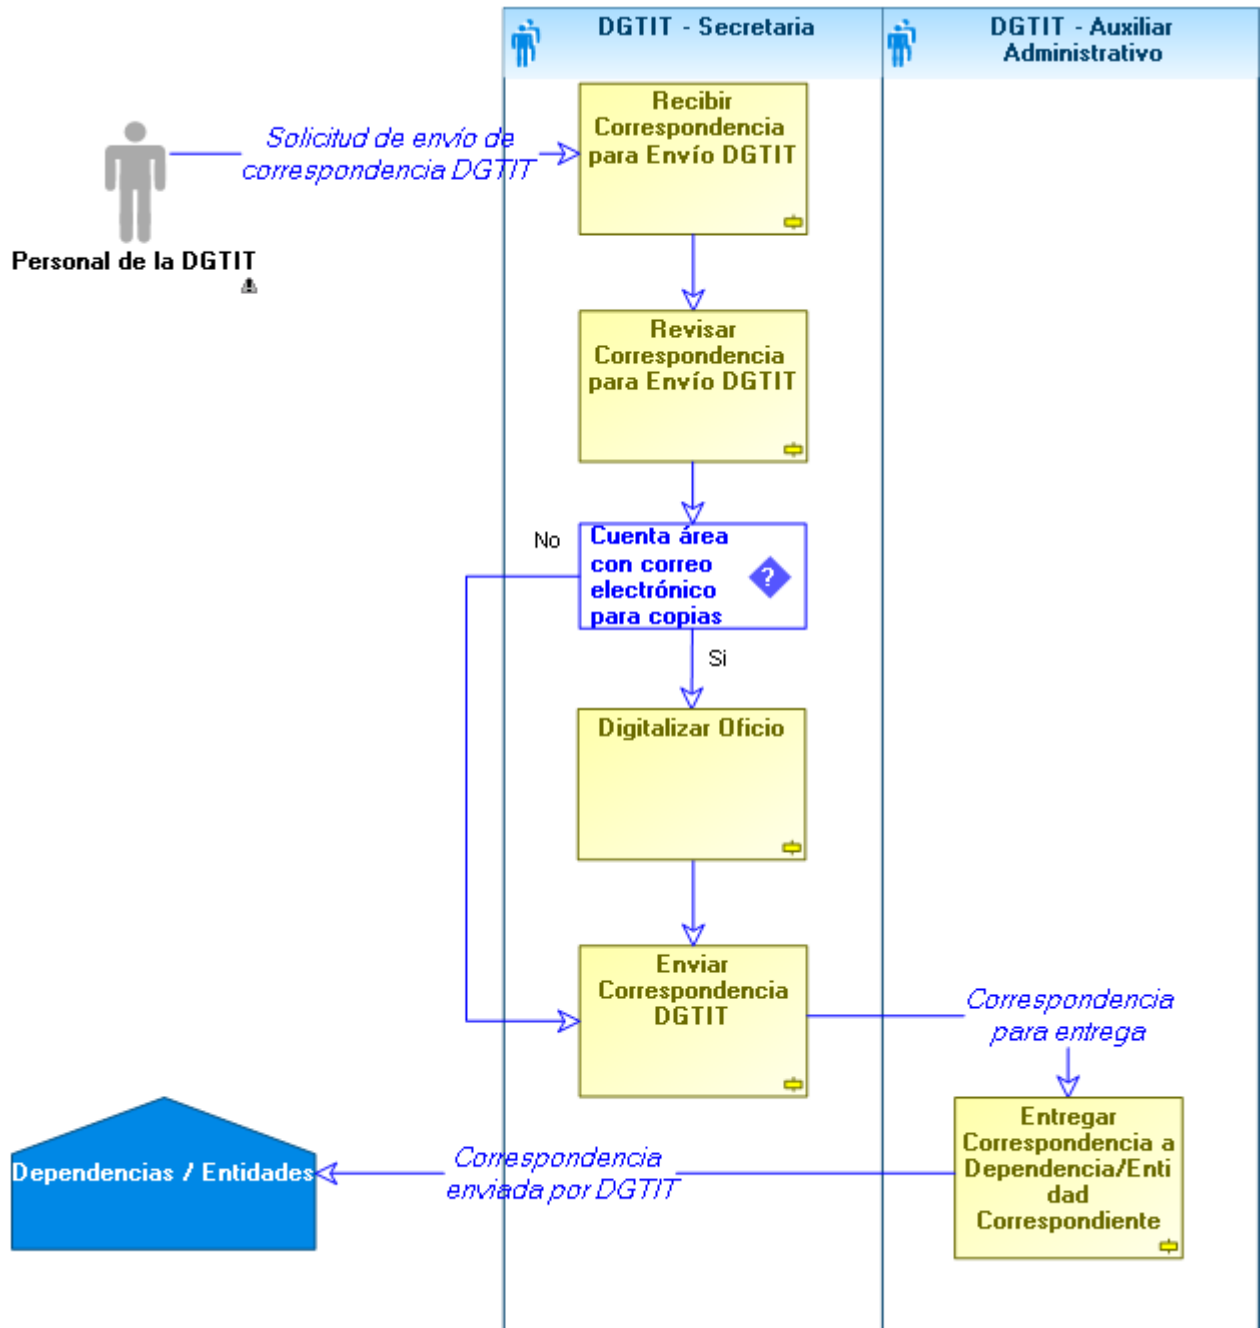 DGTIT - Secretaria
DGTIT - Auxiliar
Administrativo
Recibir
Correspondencia
para Envío DGTIT
Solicitud de envío de
correspondencia DGTIT
Personal de la DGTIT
Revisar
Correspondencia
para Envío DGTIT
No
Cuenta área
con correo
electrónico
para copias
?
Si
Digitalizar Oficio
Enviar
Correspondencia
DGTIT
Correspondencia
para entrega
Entregar
Correspondencia a
Dependencia/Enti
dad
Correspondiente
Correspondencia
enviada por DGTIT
Dependencias / Entidades